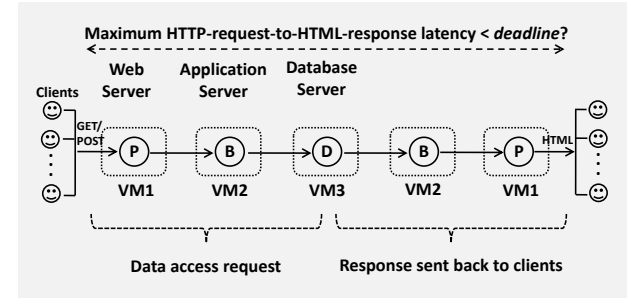 Maximum HTTP-request-to-HTML-response latency < deadline?
Web Server
Application Server
Database Server
Clients
GET/
POST
P
B
D
B
P
HTML
VM1
VM2
VM3
VM2
VM1
Data access request
Response sent back to clients